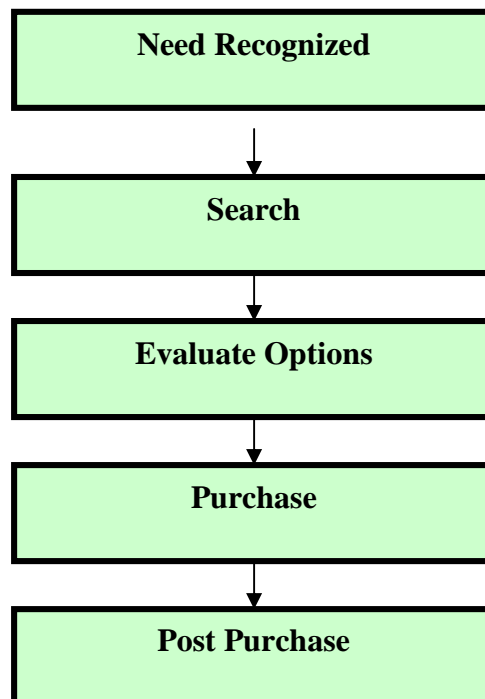 Need Recognized
Search
Evaluate Options
Purchase
Post Purchase